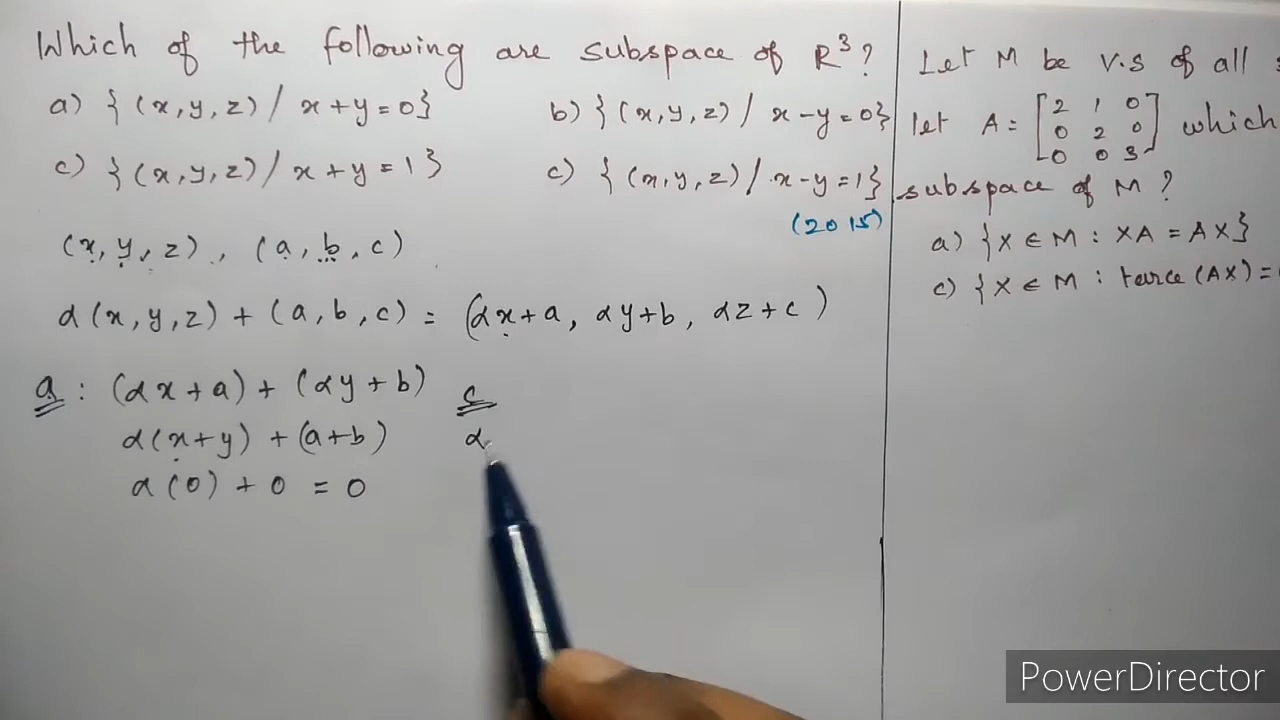 Which of the following are subspace of R³?
a) {(x,y,z) / x+y=0}
b) {(x,y,z) / x-y=0}
c) {(x,y,z) / x+y=1}
c) {(x,y,z) / x-y=1}
(2015)
(x,y,z), (a,b,c)
α(x,y,z) + (a,b,c) = (αx+a, αy+b, αz+c)
a : (αx+a) + (αy+b)
α(x+y) + (a+b)
α(0) + 0 = 0
c
α
Let M be v.s of all
let A = [2 1 0
0 2 0
0 0 3] which
subspace of M?
a) {X ∈ M : XA = AX}
c) {X ∈ M : terce(AX) =
PowerDirector